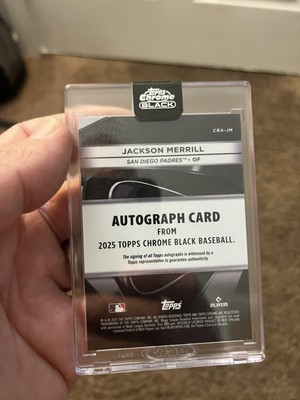 Topps
Chrome
BLACK
CBA-JM
JACKSON MERRILL
SAN DIEGO PADRES™ • OF
AUTOGRAPH CARD
FROM
2025 TOPPS CHROME BLACK BASEBALL.
The signing of all Topps autographs is witnessed by a
Topps representative to guarantee authenticity.
Topps
PLAYERS